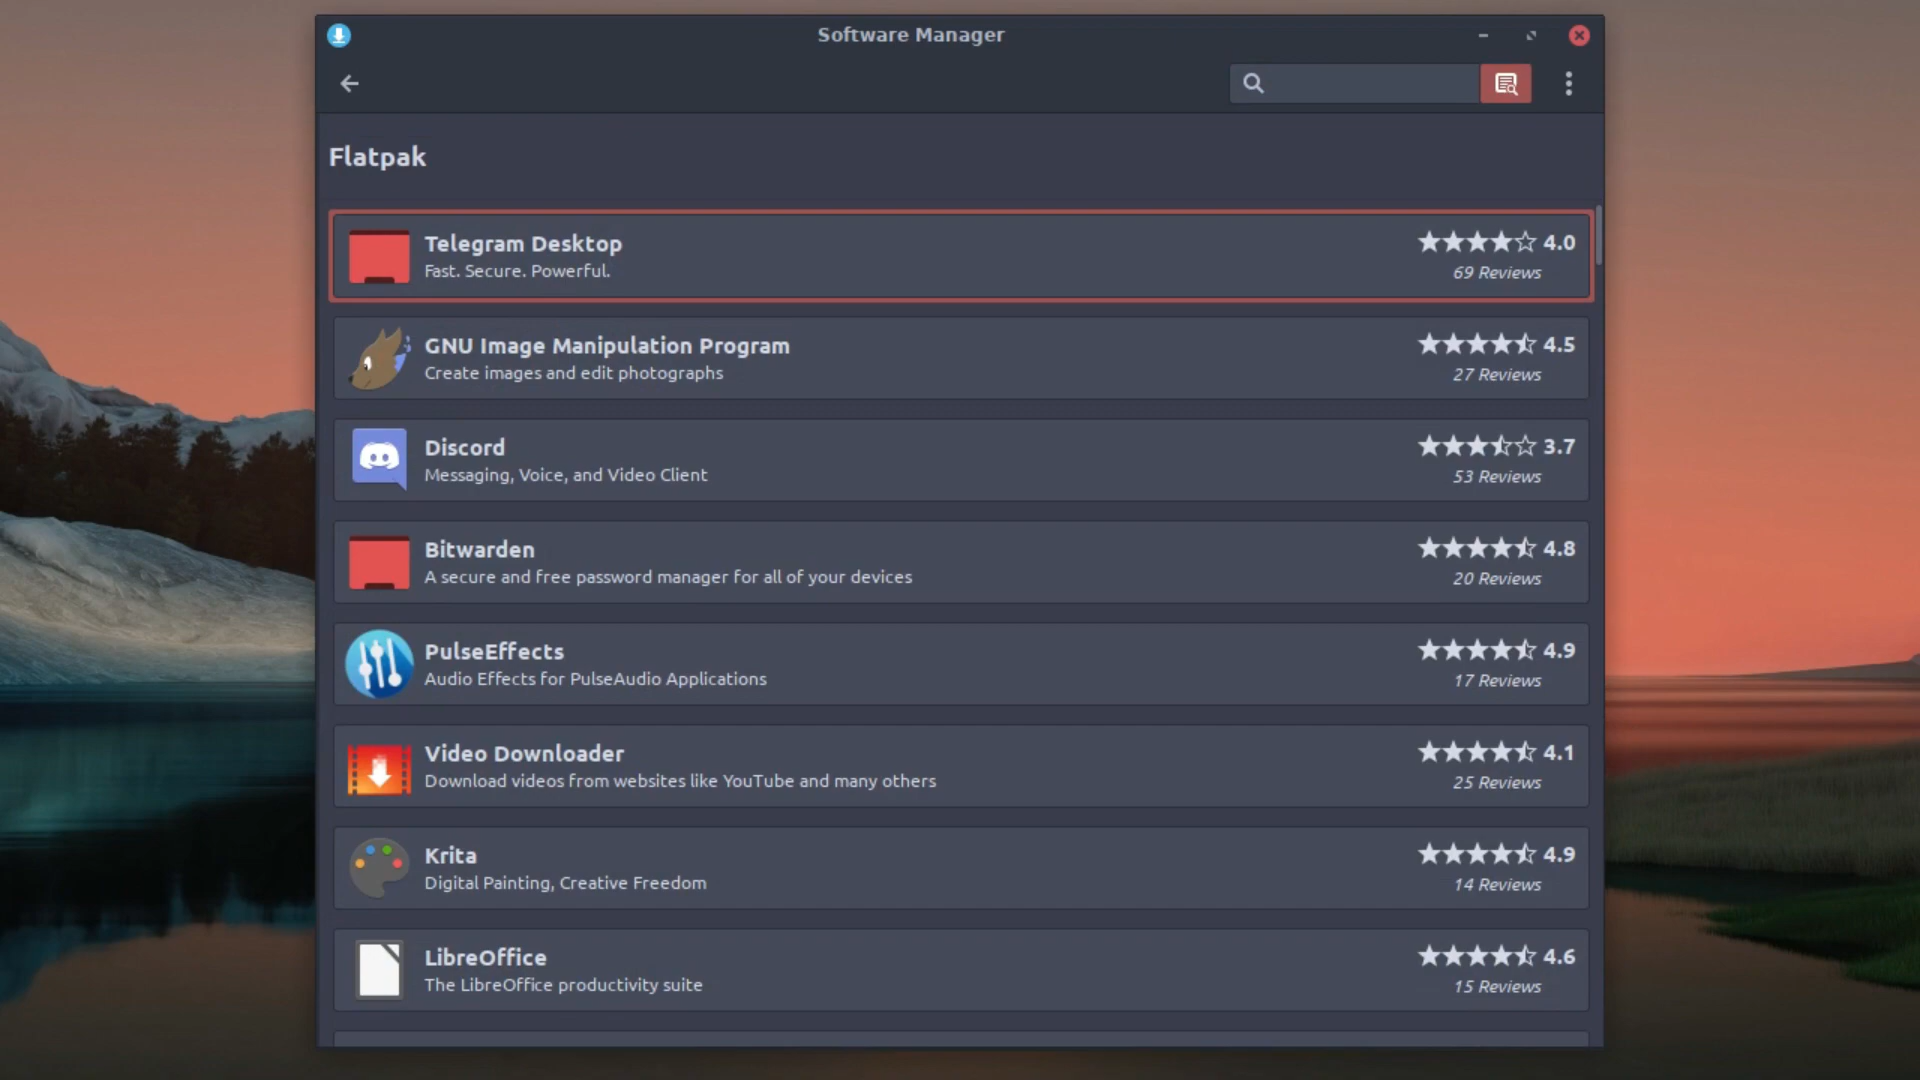 Software Manager
Flatpak
Telegram Desktop
Fast. Secure. Powerful.
4.0
69 Reviews
GNU Image Manipulation Program
Create images and edit photographs
4.5
27 Reviews
Discord
Messaging, Voice, and Video Client
3.7
53 Reviews
Bitwarden
A secure and free password manager for all of your devices
4.8
20 Reviews
PulseEffects
Audio Effects for PulseAudio Applications
4.9
17 Reviews
Video Downloader
Download videos from websites like YouTube and many others
4.1
25 Reviews
Krita
Digital Painting, Creative Freedom
4.9
14 Reviews
LibreOffice
The LibreOffice productivity suite
4.6
15 Reviews